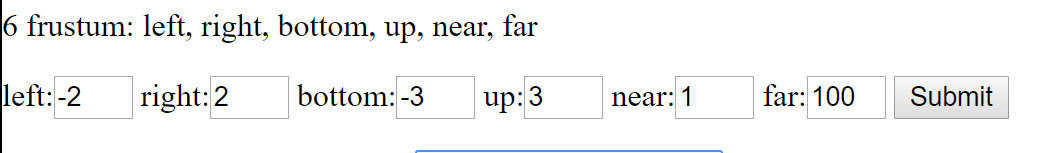 6 frustum: left, right, bottom, up, near, far
left: -2 right: 2 bottom: -3 up: 3 near: 1 far: 100 Submit